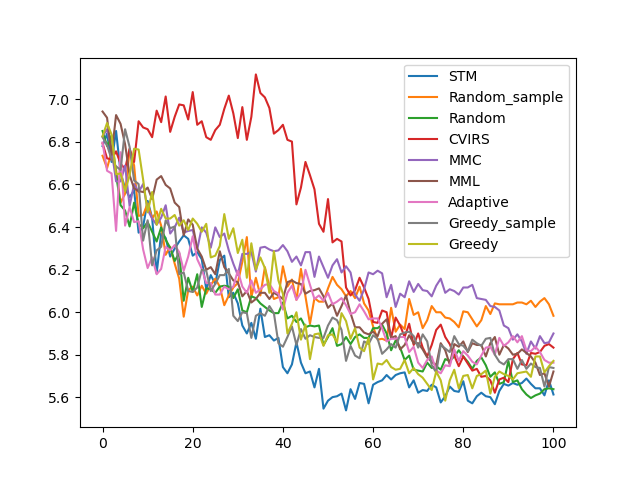 7.0
6.8
6.6
6.4
6.2
6.0
5.8
5.6
0 20 40 60 80 100
STM
Random_sample
Random
CVIRS
MMC
MML
Adaptive
Greedy_sample
Greedy